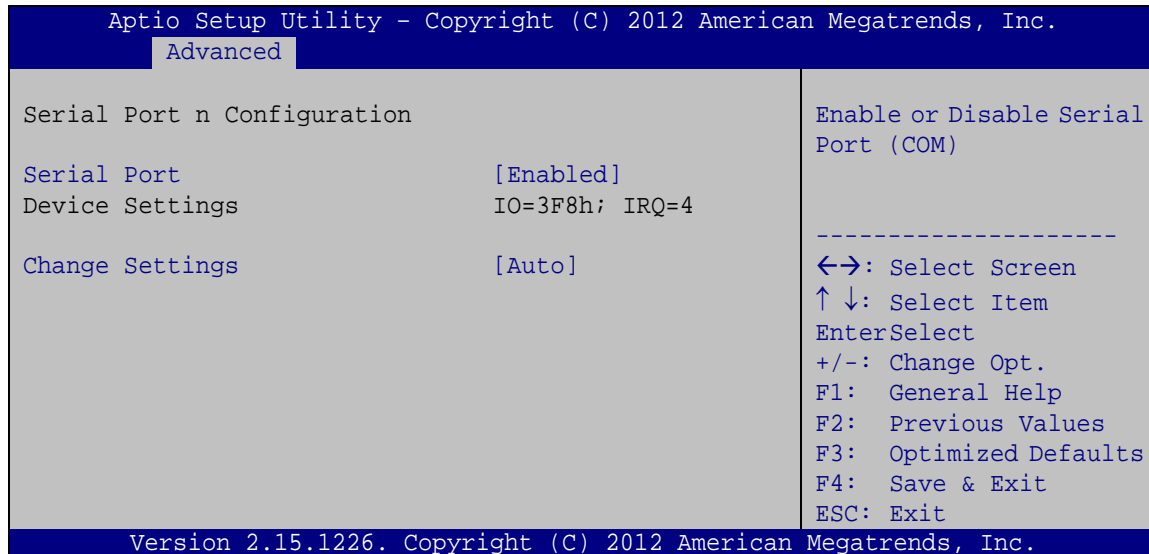 Aptio Setup Utility – Copyright (C) 2012 American Megatrends, Inc.
Advanced
Serial Port n Configuration
Serial Port [Enabled]
Device Settings IO=3F8h; IRQ=4
Change Settings [Auto]
Enable or Disable Serial
Port (COM)
---------------------
←→: Select Screen
↑ ↓: Select Item
EnterSelect
+/-: Change Opt.
F1: General Help
F2: Previous Values
F3: Optimized Defaults
F4: Save & Exit
ESC: Exit
Version 2.15.1226. Copyright (C) 2012 American Megatrends, Inc.